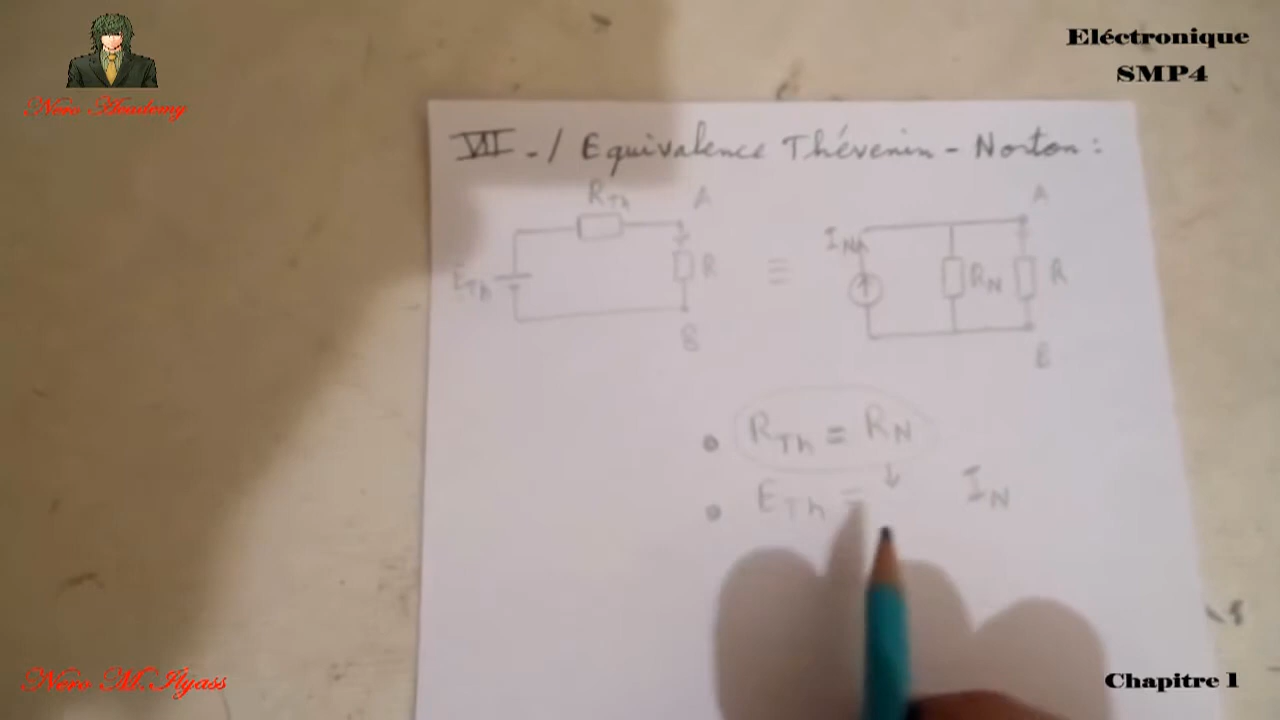 Nero Academy
Eléctronique
SMP4
VII - / Equivalence Thévenin - Norton :
RTh A
ETh R
B
≡
A
IN RN R
B
• RTh = RN
↓
• ETh = IN
Nero M.Ilyass
Chapitre 1